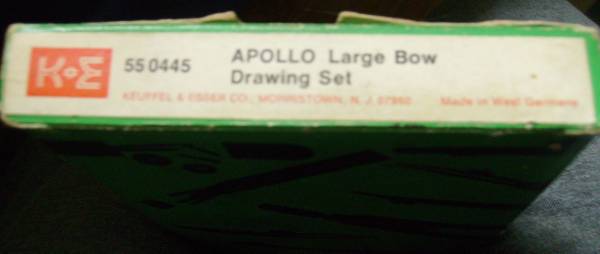 K+E 55 0445 APOLLO Large Bow
Drawing Set
KEUFFEL & ESSER CO., MORRISTOWN, N. J. 07960 Made in West Germany